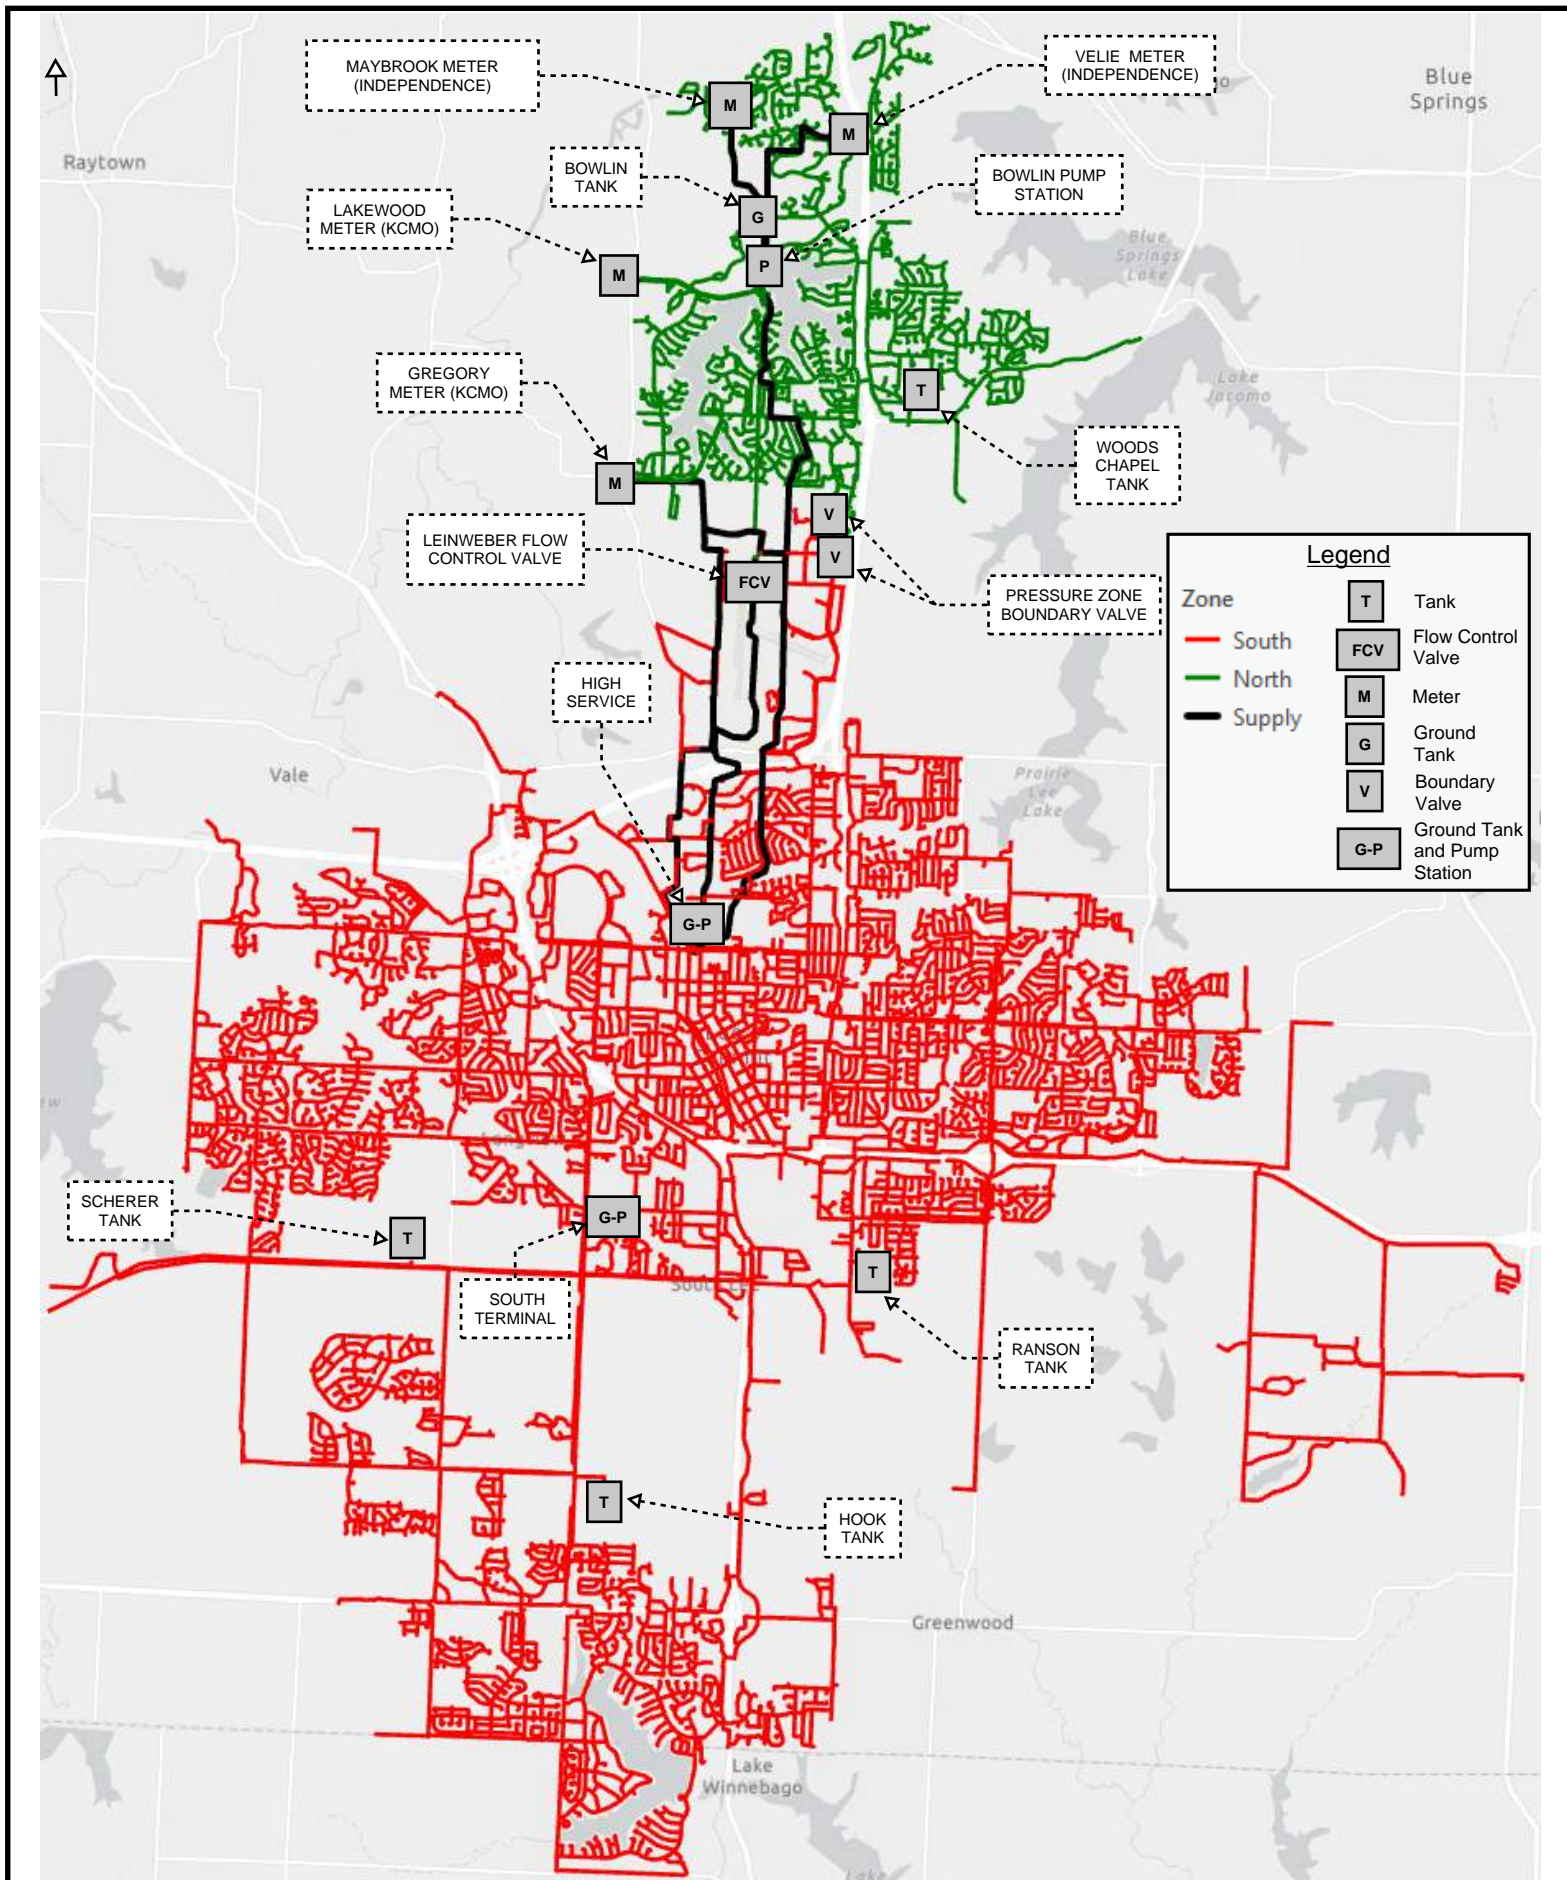 MAYBROOK METER
(INDEPENDENCE)
VELIE METER
(INDEPENDENCE)
Blue
Springs
M
M
Raytown
BOWLIN
TANK
BOWLIN PUMP
STATION
LAKEWOOD
METER (KCMO)
G
P
M
Blue
Springs
Lake
GREGORY
METER (KCMO)
T
Lake
Jacomo
WOODS
CHAPEL
TANK
M
V
V
LEINWEBER FLOW
CONTROL VALVE
FCV
PRESSURE ZONE
BOUNDARY VALVE
Legend
Zone
South
North
Supply
T
Tank
FCV
Flow Control
Valve
M
Meter
G
Ground
Tank
V
Boundary
Valve
G-P
Ground Tank
and Pump
Station
HIGH
SERVICE
Vale
Prairie
Lee
Lake
G-P
SCHERER
TANK
T
G-P
SOUTH
TERMINAL
T
RANSON
TANK
T
HOOK
TANK
Greenwood
Lake
Winnebago
Lake